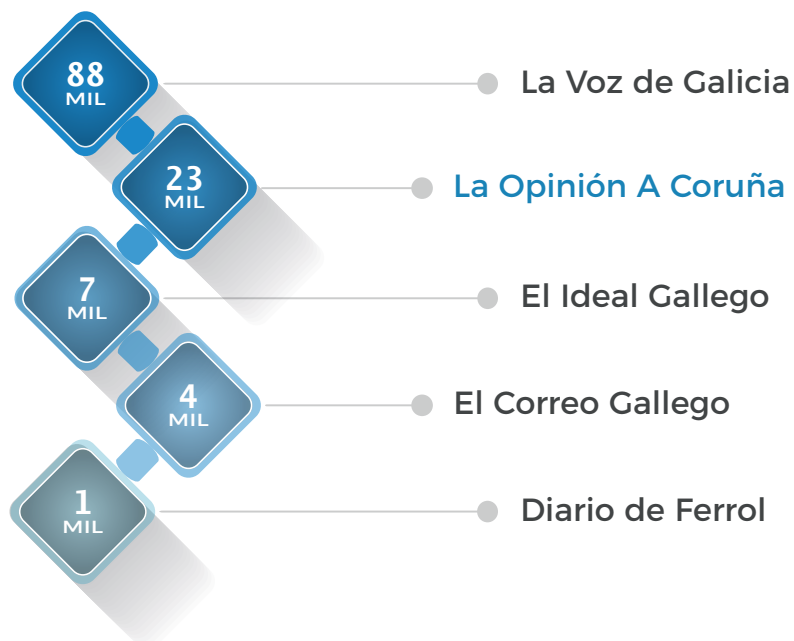 88
MIL
La Voz de Galicia
23
MIL
La Opinión A Coruña
7
MIL
El Ideal Gallego
4
MIL
El Correo Gallego
1
MIL
Diario de Ferrol